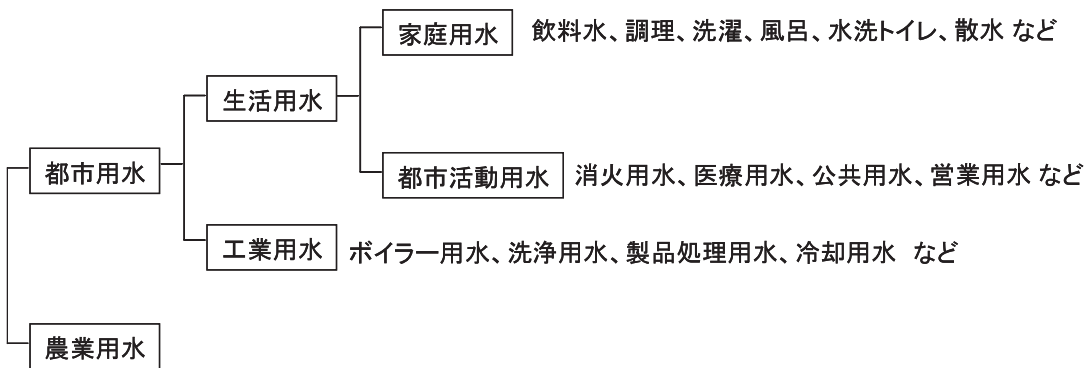 家庭用水 飲料水、調理、洗濯、風呂、水洗トイレ、散水 など
生活用水
都市用水
都市活動用水 消火用水、医療用水、公共用水、営業用水 など
工業用水 ボイラー用水、洗浄用水、製品処理用水、冷却用水 など
農業用水